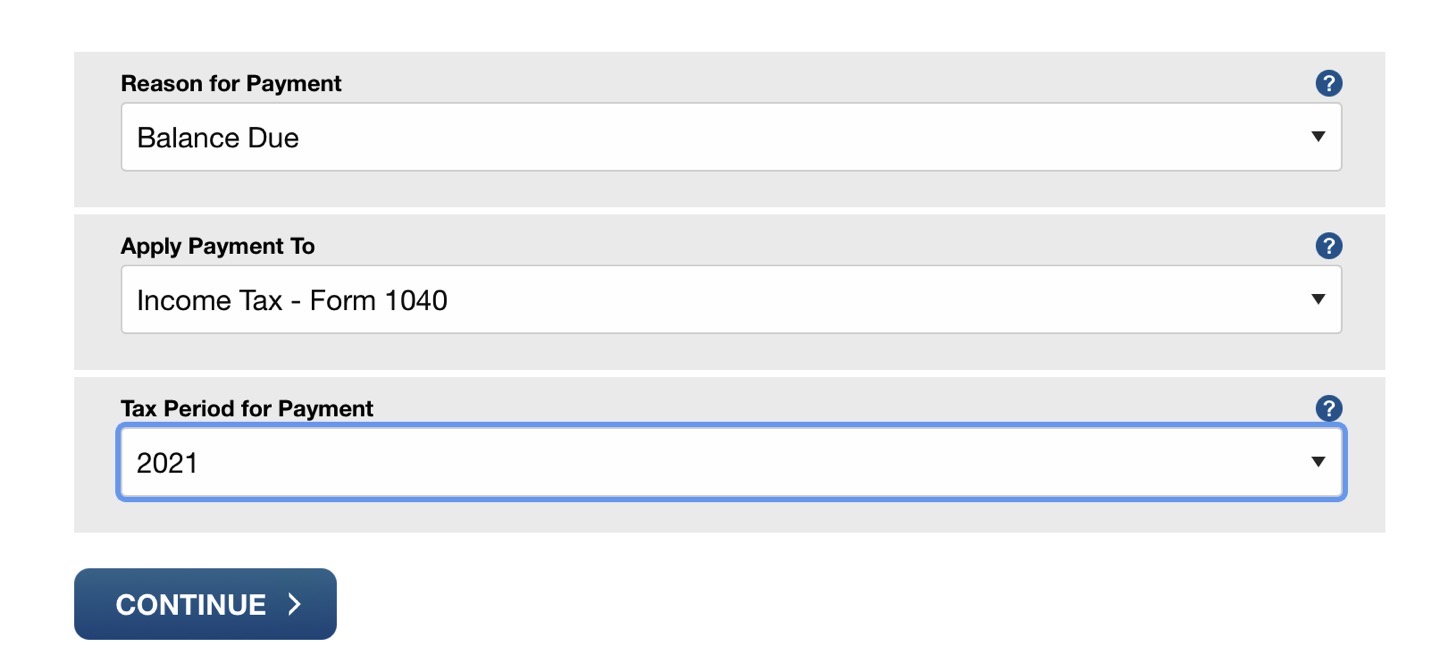 Reason for Payment
?
Balance Due
Apply Payment To
?
Income Tax - Form 1040
Tax Period for Payment
?
2021
CONTINUE